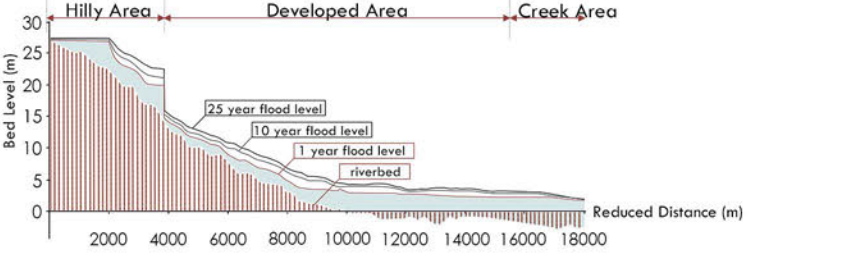 Hilly Area Developed Area Creek Area
Bed Level (m)
30
25
20
15
10
5
0
25 year flood level
10 year flood level
1 year flood level
riverbed
Reduced Distance (m)
2000 4000 6000 8000 10000 12000 14000 16000 18000